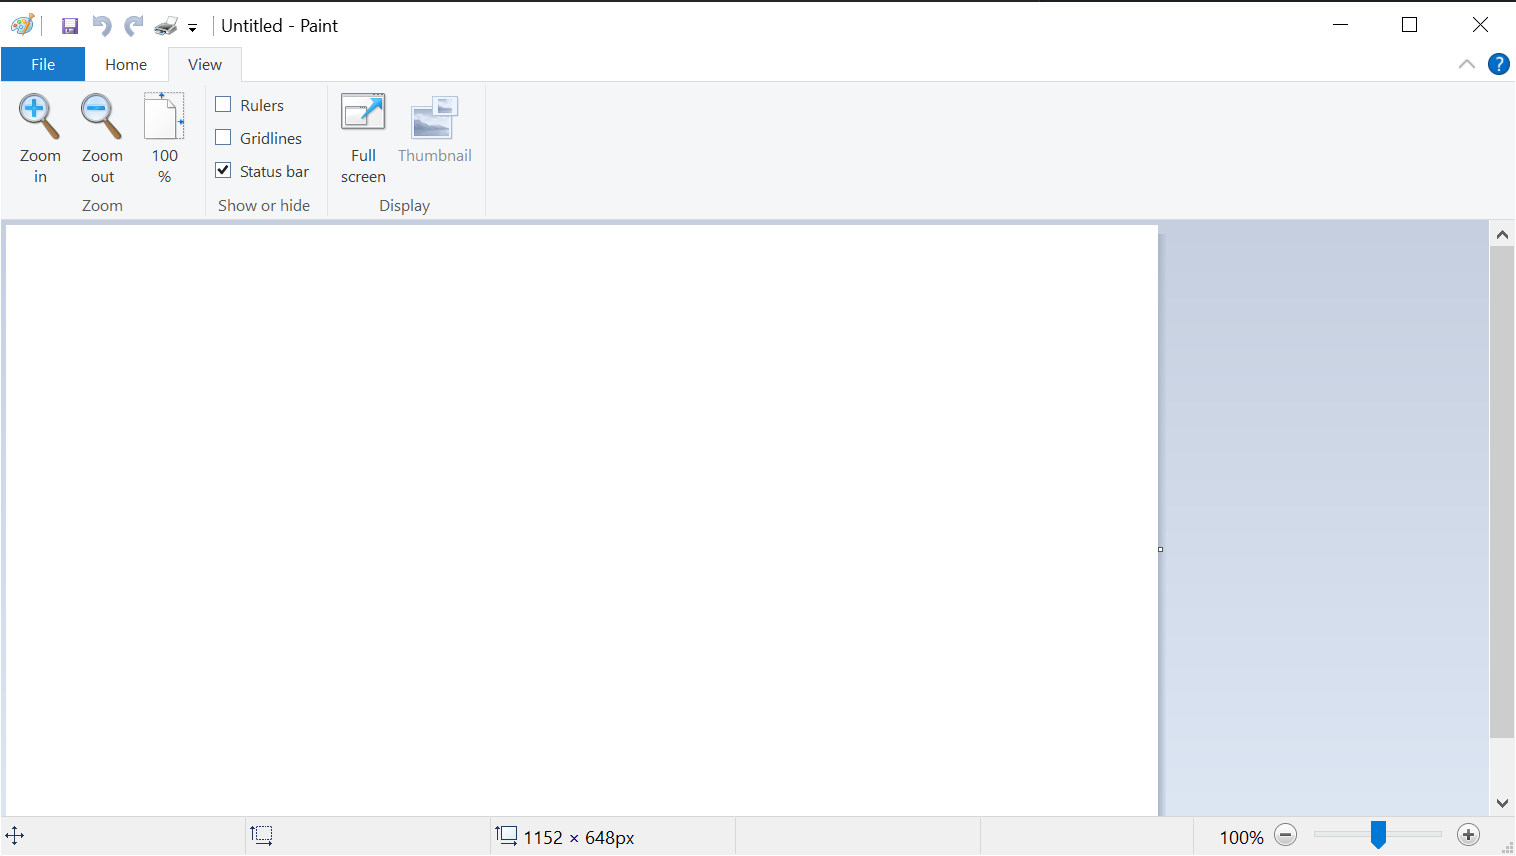 Untitled - Paint
File Home View
Zoom in
Zoom out
100 %
Zoom
Rulers
Gridlines
Status bar
Show or hide
Full screen
Thumbnail
Display
1152 × 648px
100%